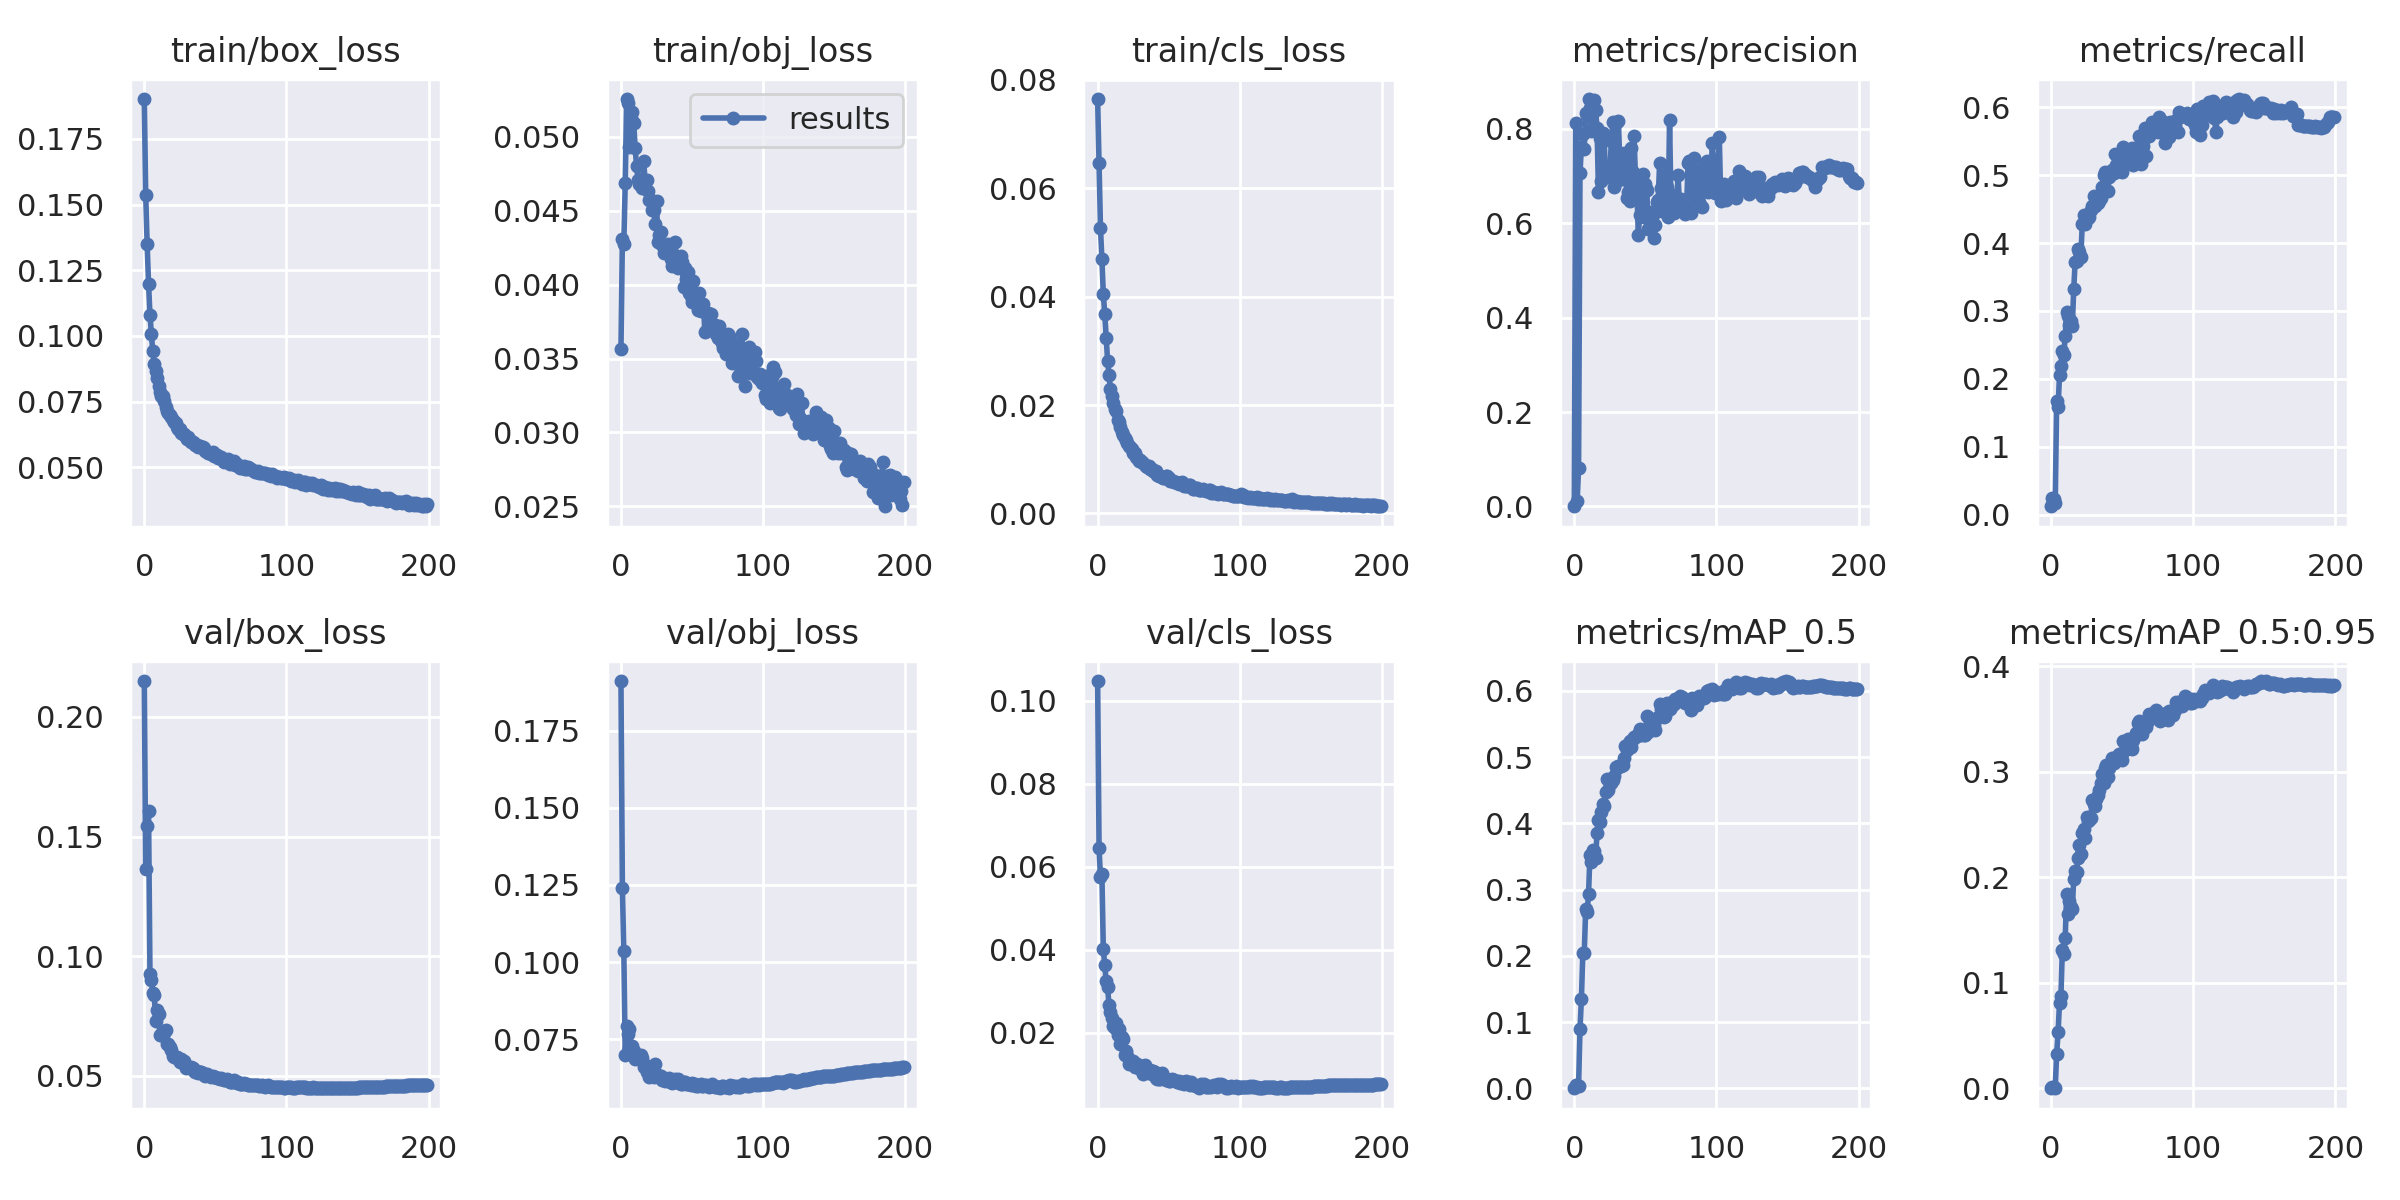 train/box_loss
0.175
0.150
0.125
0.100
0.075
0.050
0 100 200
train/obj_loss
results
0.050
0.045
0.040
0.035
0.030
0.025
0 100 200
train/cls_loss
0.08
0.06
0.04
0.02
0.00
0 100 200
metrics/precision
0.8
0.6
0.4
0.2
0.0
0 100 200
metrics/recall
0.6
0.5
0.4
0.3
0.2
0.1
0.0
0 100 200
val/box_loss
0.20
0.15
0.10
0.05
0 100 200
val/obj_loss
0.175
0.150
0.125
0.100
0.075
0 100 200
val/cls_loss
0.10
0.08
0.06
0.04
0.02
0 100 200
metrics/mAP_0.5
0.6
0.5
0.4
0.3
0.2
0.1
0.0
0 100 200
metrics/mAP_0.5:0.95
0.4
0.3
0.2
0.1
0.0
0 100 200